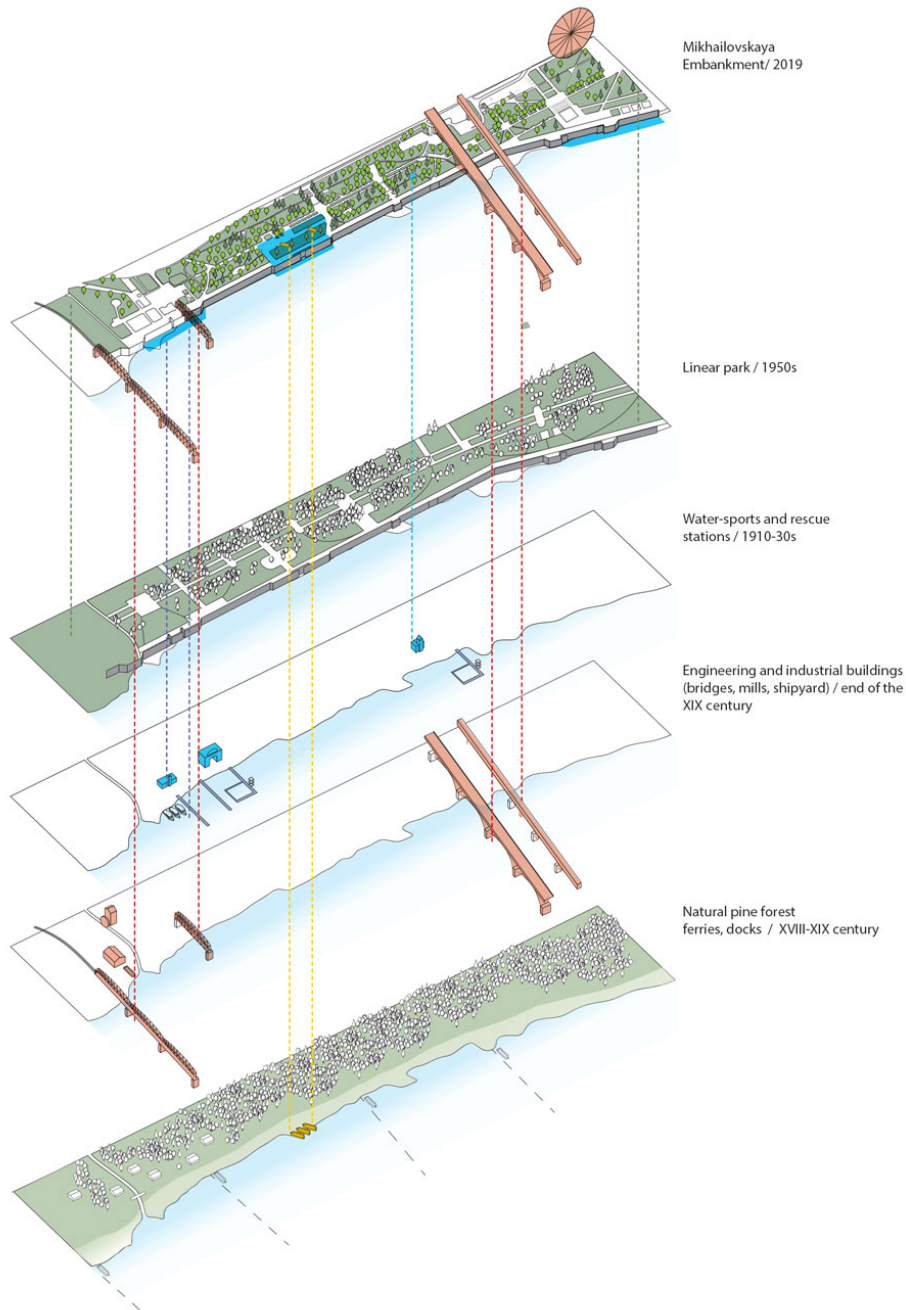 Mikhailovskaya
Embankment/ 2019
Linear park / 1950s
Water-sports and rescue
stations / 1910-30s
Engineering and industrial buildings
(bridges, mills, shipyard) / end of the
XIX century
Natural pine forest
ferries, docks / XVIII-XIX century